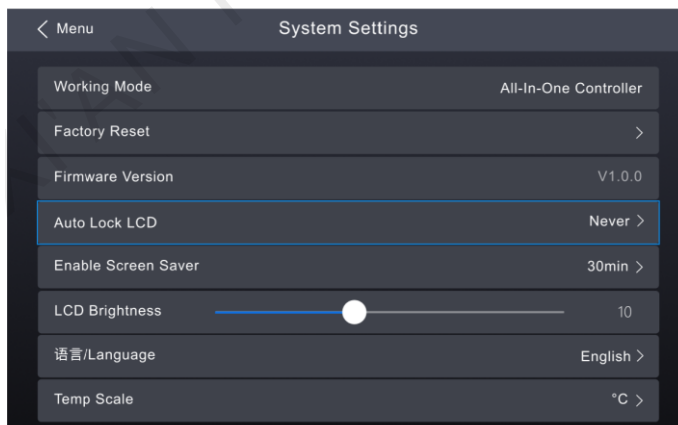 Menu System Settings
Working Mode All-In-One Controller
Factory Reset
Firmware Version V1.0.0
Auto Lock LCD Never
Enable Screen Saver 30min
LCD Brightness 10
语言/Language English
Temp Scale °C